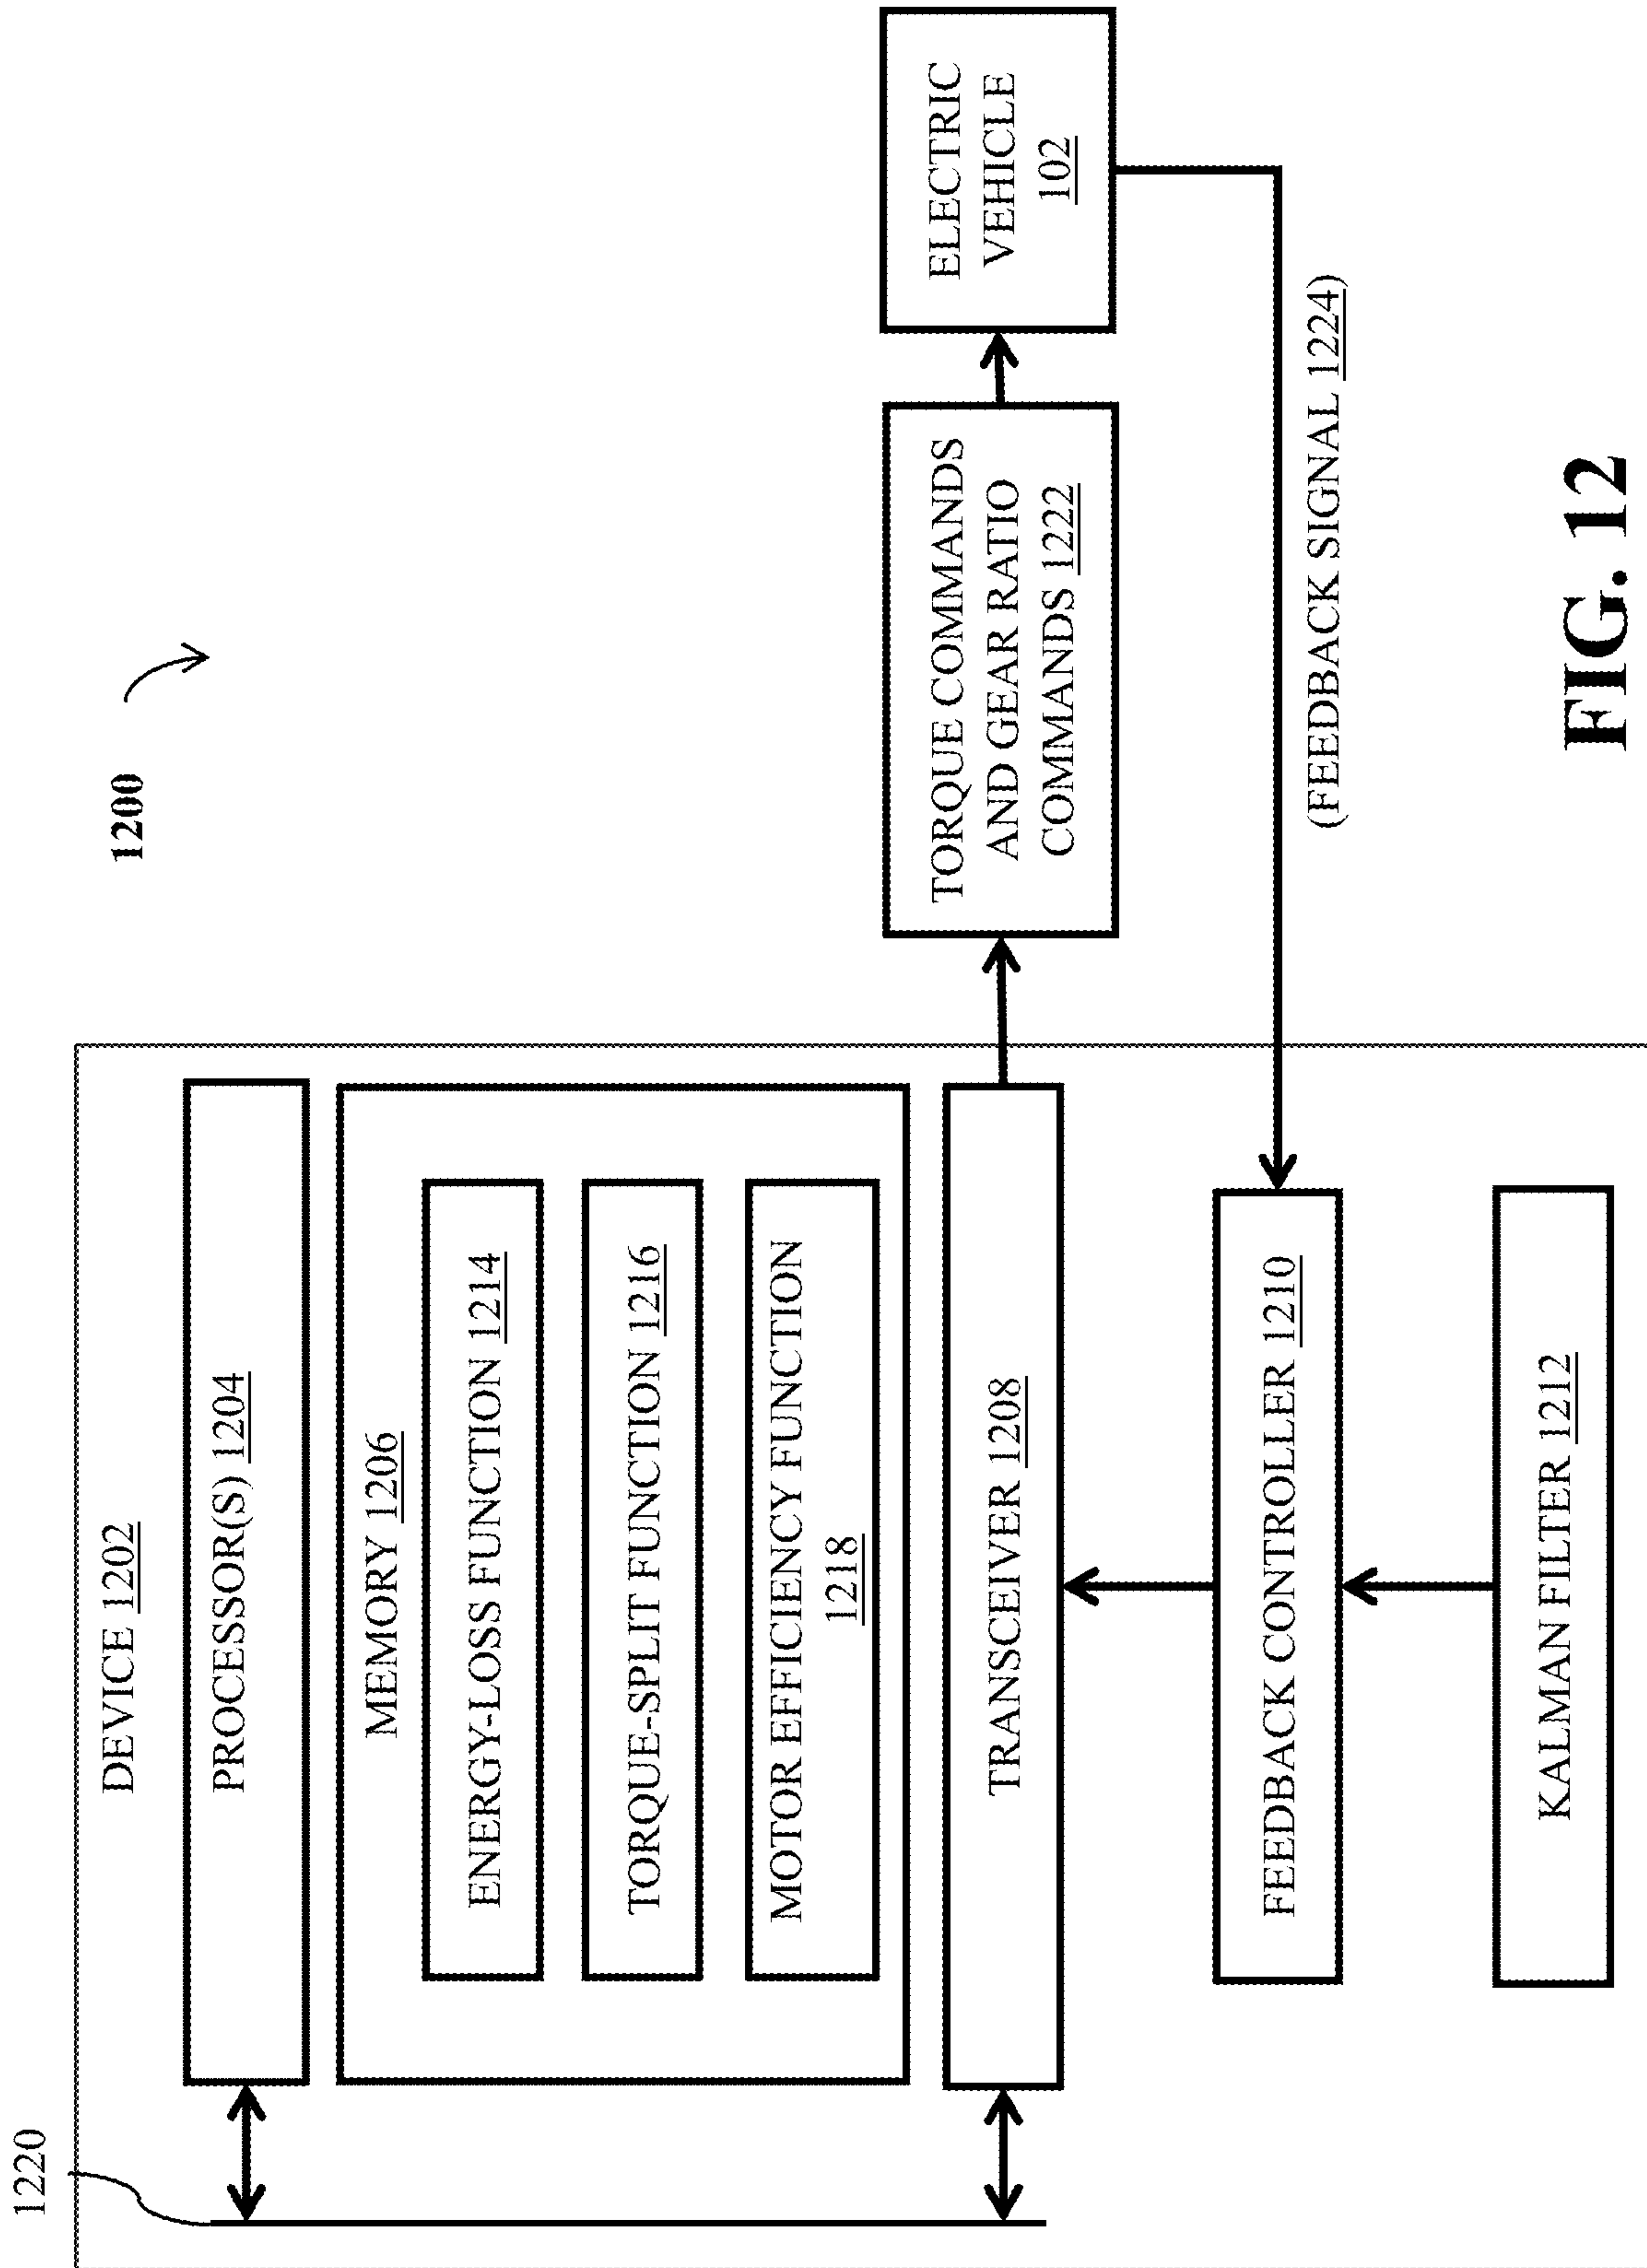 1200
1220
DEVICE 1202
PROCESSOR(S) 1204
MEMORY 1206
ENERGY-LOSS FUNCTION 1214
TORQUE-SPLIT FUNCTION 1216
MOTOR EFFICIENCY FUNCTION
1218
TRANSCEIVER 1208
FEEDBACK CONTROLLER 1210
KALMAN FILTER 1212
TORQUE COMMANDS
AND GEAR RATIO
COMMANDS 1222
ELECTRIC
VEHICLE
102
(FEEDBACK SIGNAL 1224)
FIG. 12